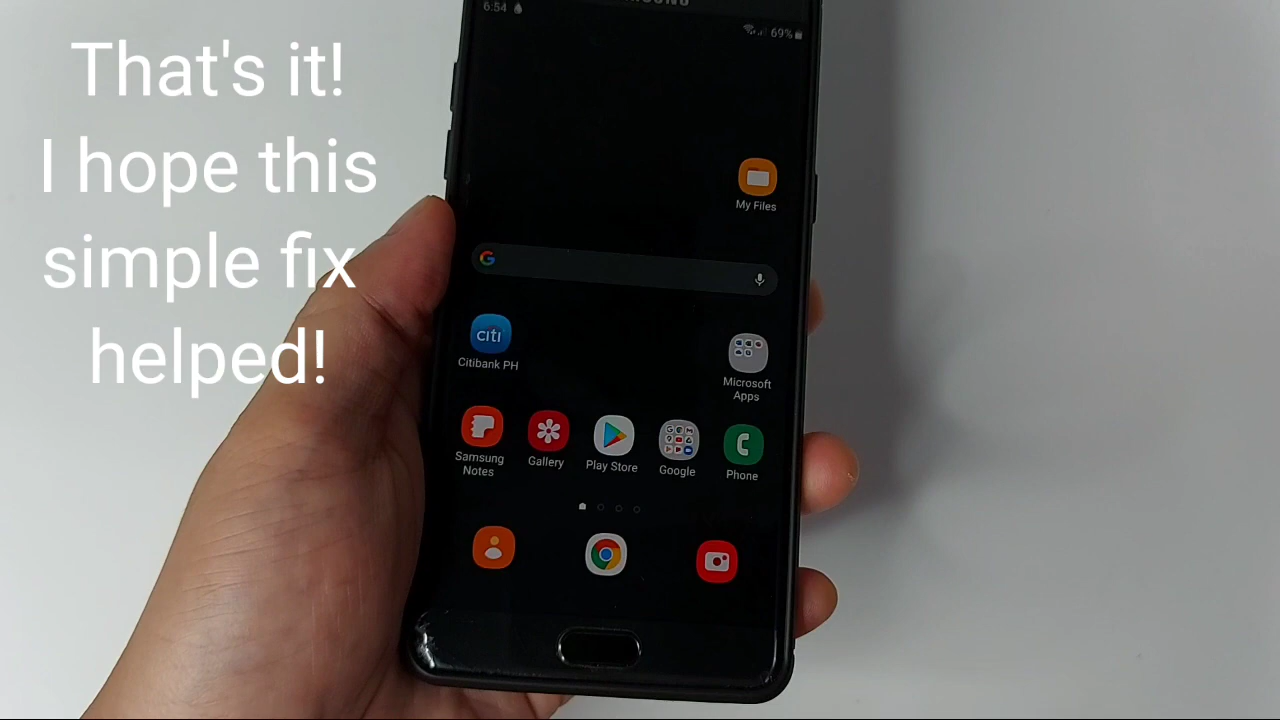 That's it!
I hope this
simple fix
helped!
6:54
69%
My Files
citi
Citibank PH
Microsoft
Apps
Samsung
Notes
Gallery
Play Store
Google
Phone